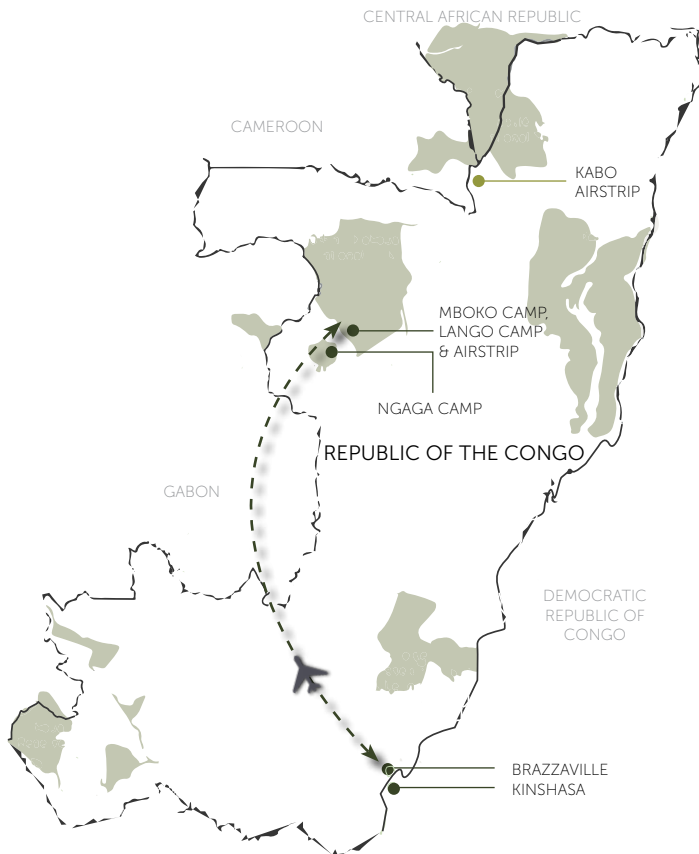 CENTRAL AFRICAN REPUBLIC
CAMEROON
KABO
AIRSTRIP
MBOKO CAMP,
LANGO CAMP
& AIRSTRIP
NGAGA CAMP
REPUBLIC OF THE CONGO
GABON
DEMOCRATIC
REPUBLIC OF
CONGO
BRAZZAVILLE
KINSHASA